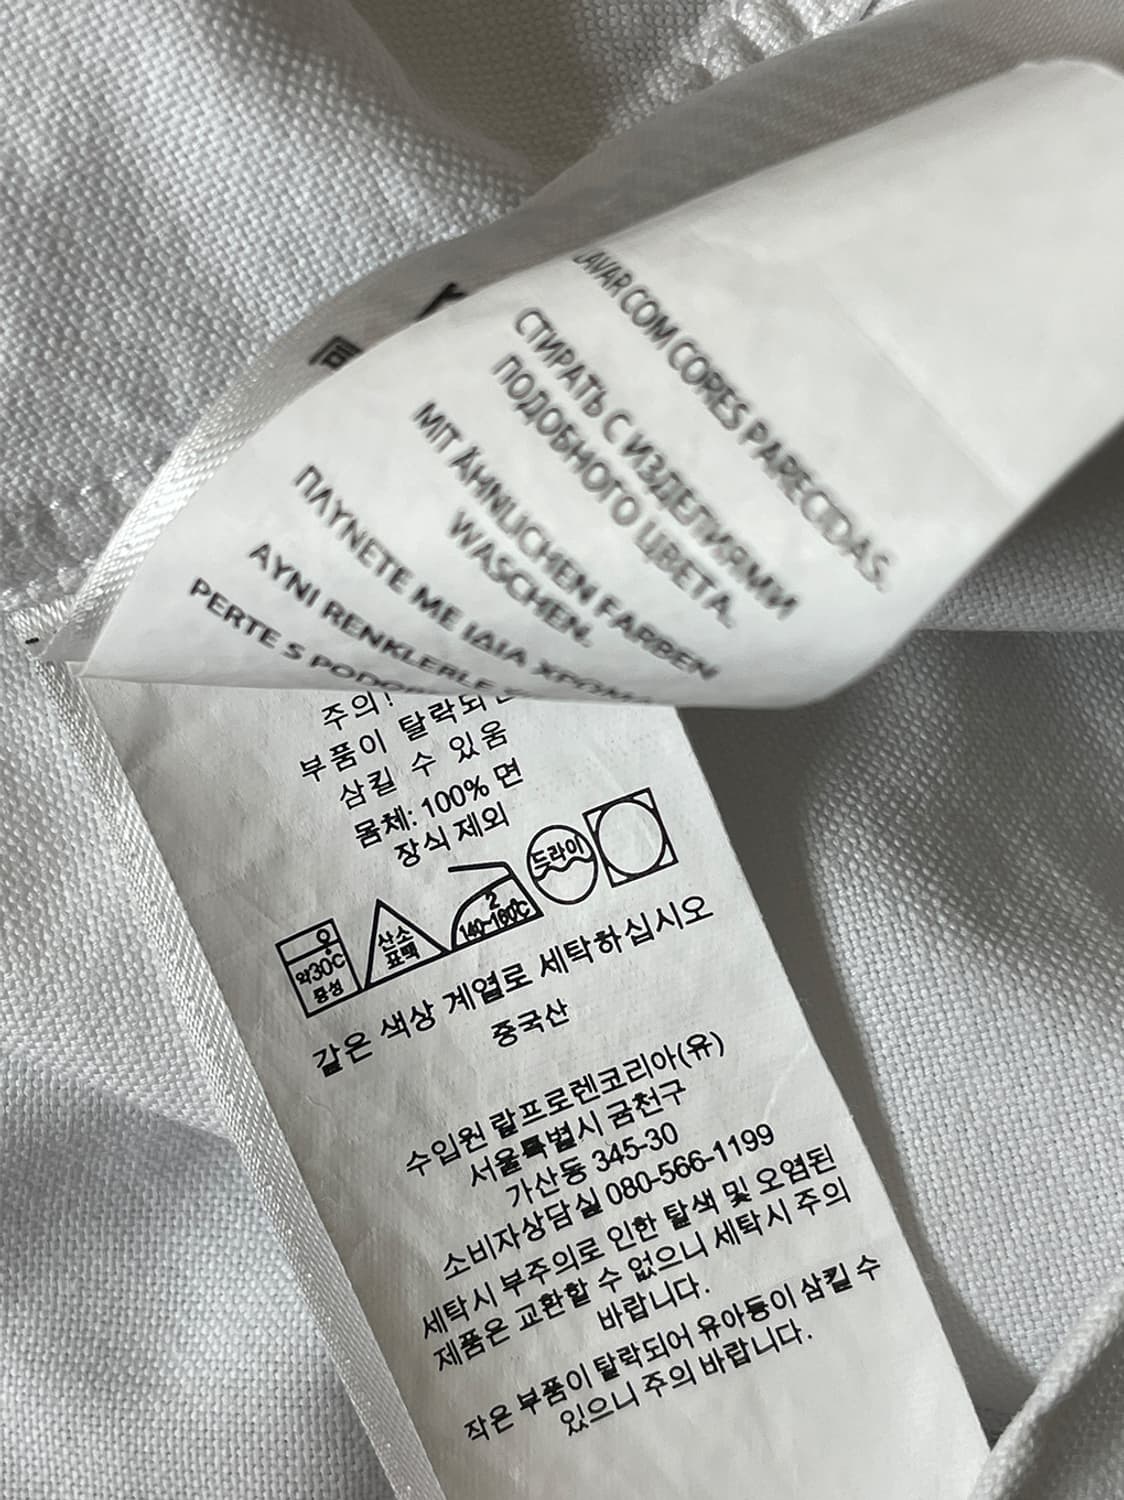 LAVAR COM CORES PARECIDAS.
СТИРАТЬ С ИЗДЕЛИЯМИ
ПОДОБНОГО ЦВЕТА.
MIT ÄHNLICHEN FARBEN
WASCHEN.
ΠΛΥΝΕΤΕ ΜΕ ΙΔΙΑ
AYNI RENKLERLE
PERTE S
주의!
부품이
삼킬 수 있움
몸체: 100% 면
장식 제외
드라이
2
140~160℃
산소
표백
약30℃
중성
같은 색상 계열로 세탁하십시오
중국산
수입원 랄프로렌코리아(유)
서울특별시 금천구
가산동 345-30
소비자상담실 080-566-1199
세탁시 부주의로 인한 탈색 및 오염된
제품은 교환할 수 없으니 세탁시 주의
바랍니다.
작은 부품이 탈락되어 유아등이 삼킬 수
있으니 주의 바랍니다.